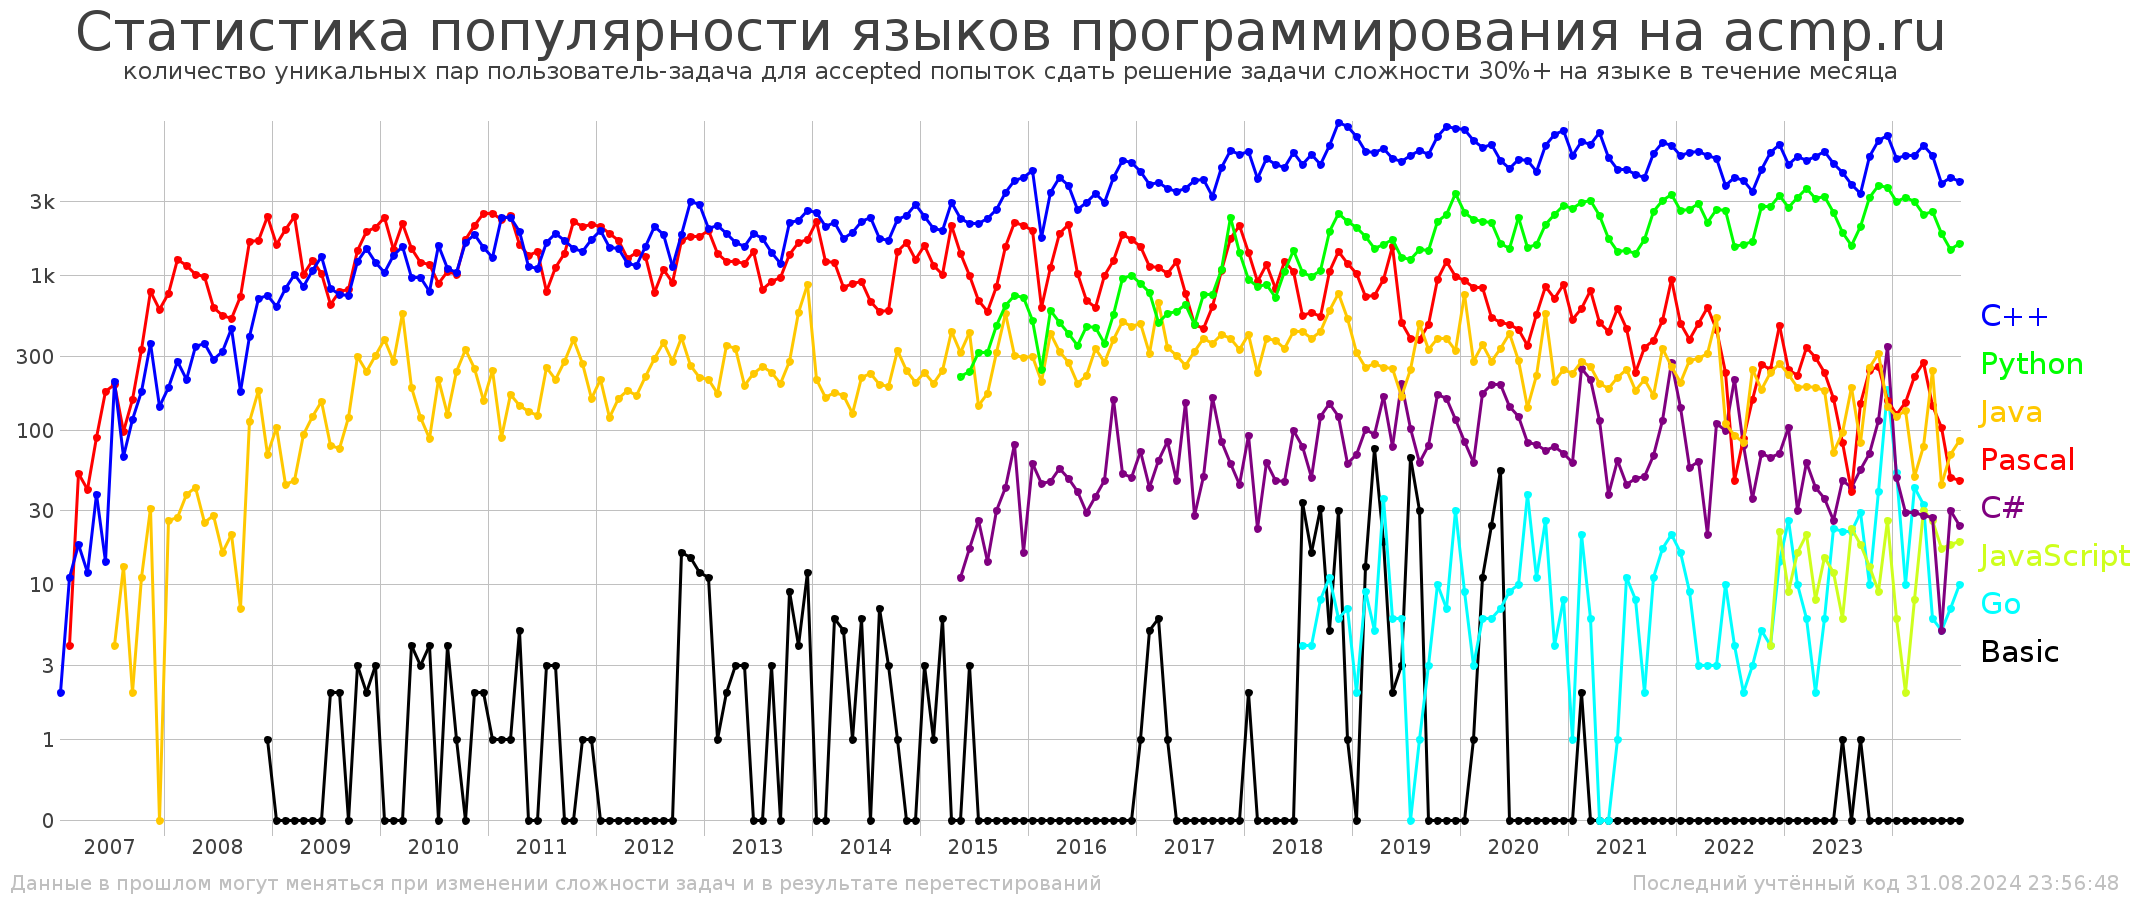 Статистика популярности языков программирования на acmp.ru
количество уникальных пар пользователь-задача для accepted попыток сдать решение задачи сложности 30%+ на языке в течение месяца
3k
1k
300
100
30
10
3
1
0
C++
Python
Java
Pascal
C#
JavaScript
Go
Basic
2007 2008 2009 2010 2011 2012 2013 2014 2015 2016 2017 2018 2019 2020 2021 2022 2023
Данные в прошлом могут меняться при изменении сложности задач и в результате перетестирований
Последний учтённый код 31.08.2024 23:56:48